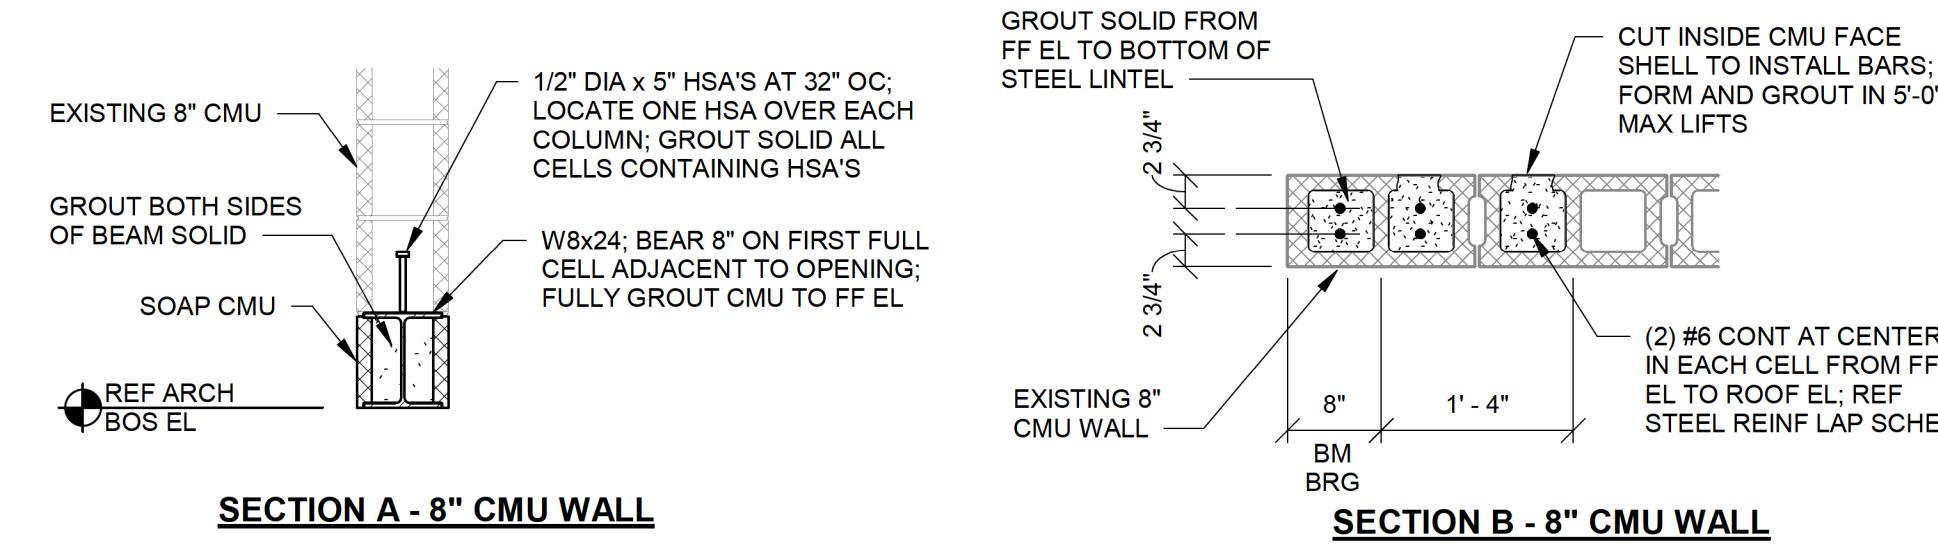 EXISTING 8" CMU
1/2" DIA x 5" HSA'S AT 32" OC;
LOCATE ONE HSA OVER EACH
COLUMN; GROUT SOLID ALL
CELLS CONTAINING HSA'S
GROUT BOTH SIDES
OF BEAM SOLID
W8x24; BEAR 8" ON FIRST FULL
CELL ADJACENT TO OPENING;
FULLY GROUT CMU TO FF EL
SOAP CMU
REF ARCH
BOS EL
SECTION A - 8" CMU WALL
GROUT SOLID FROM
FF EL TO BOTTOM OF
STEEL LINTEL
CUT INSIDE CMU FACE
SHELL TO INSTALL BARS;
FORM AND GROUT IN 5'-0"
MAX LIFTS
2 3/4"
2 3/4"
(2) #6 CONT AT CENTER
IN EACH CELL FROM FF
EL TO ROOF EL; REF
STEEL REINF LAP
EXISTING 8"
CMU WALL
8"
1' - 4"
BM
BRG
SECTION B - 8" CMU WALL